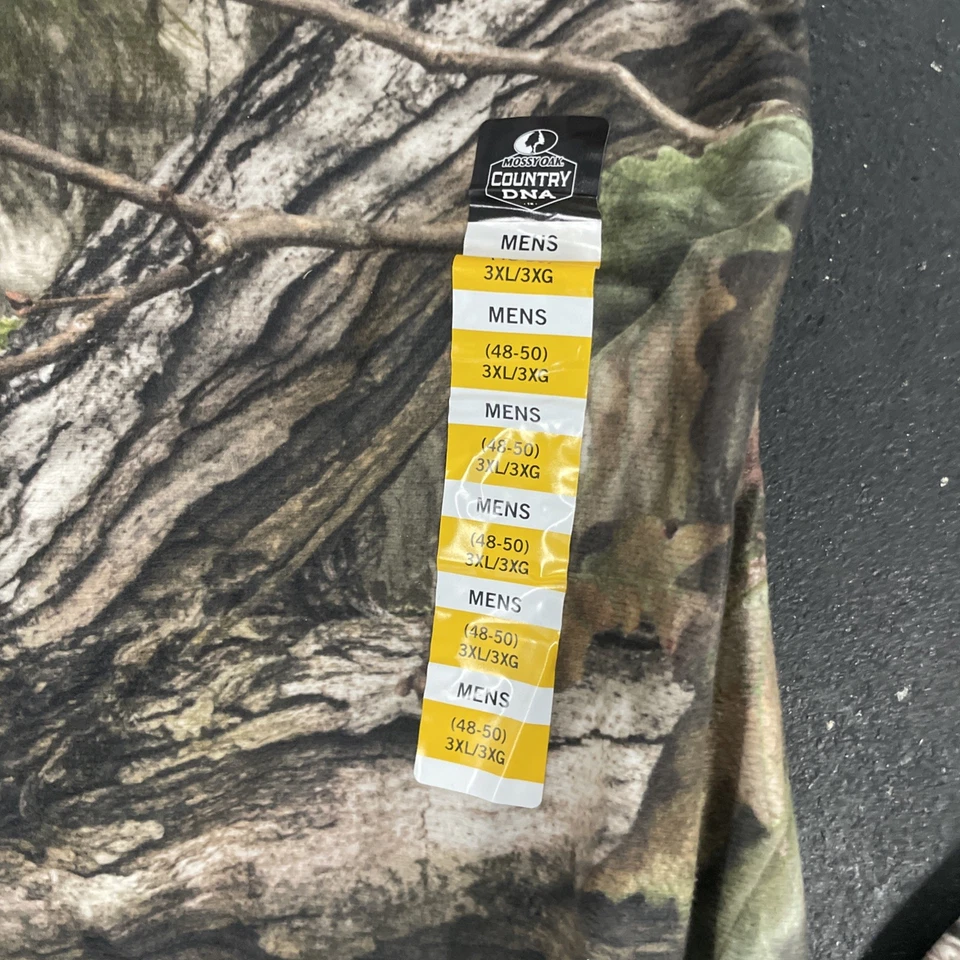 MOSSY OAK
COUNTRY
DNA
MENS
3XL/3XG
MENS
(48-50)
3XL/3XG
MENS
(48-50)
3XL/3XG
MENS
(48-50)
3XL/3XG
MENS
(48-50)
3XL/3XG
MENS
(48-50)
3XL/3XG